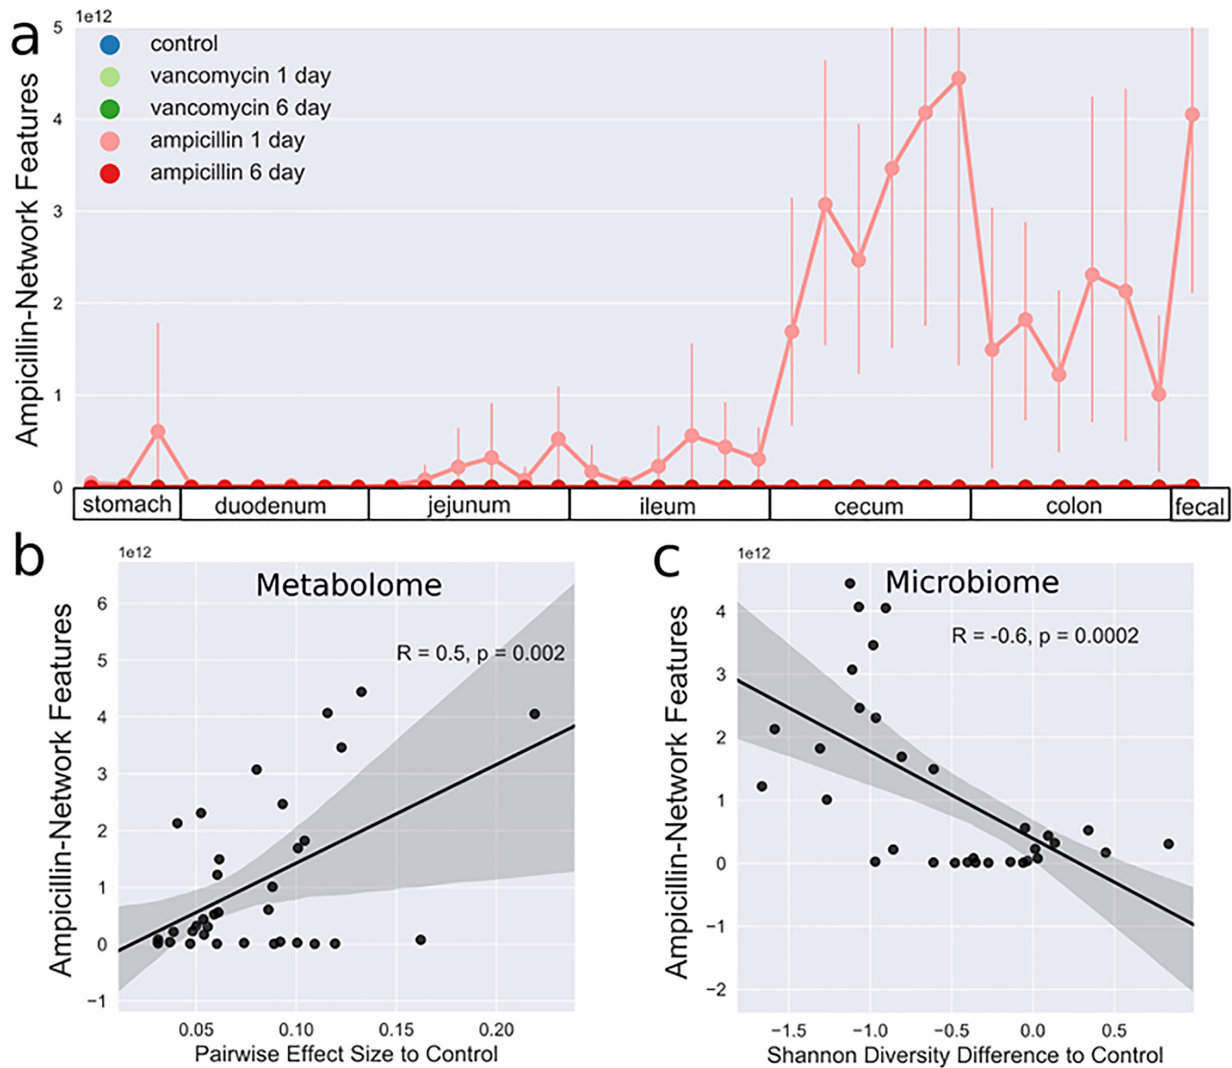 a
1e12
Ampicillin-Network Features
5
4
3
2
1
0
control
vancomycin 1 day
vancomycin 6 day
ampicillin 1 day
ampicillin 6 day
stomach duodenum jejunum ileum cecum colon fecal
b
1e12
Metabolome
R = 0.5, p = 0.002
Ampicillin-Network Features
6
5
4
3
2
1
0
−1
0.05 0.10 0.15 0.20
Pairwise Effect Size to Control
c
1e12
Microbiome
R = -0.6, p = 0.0002
Ampicillin-Network Features
4
3
2
1
0
−1
−2
−1.5 −1.0 −0.5 0.0 0.5
Shannon Diversity Difference to Control